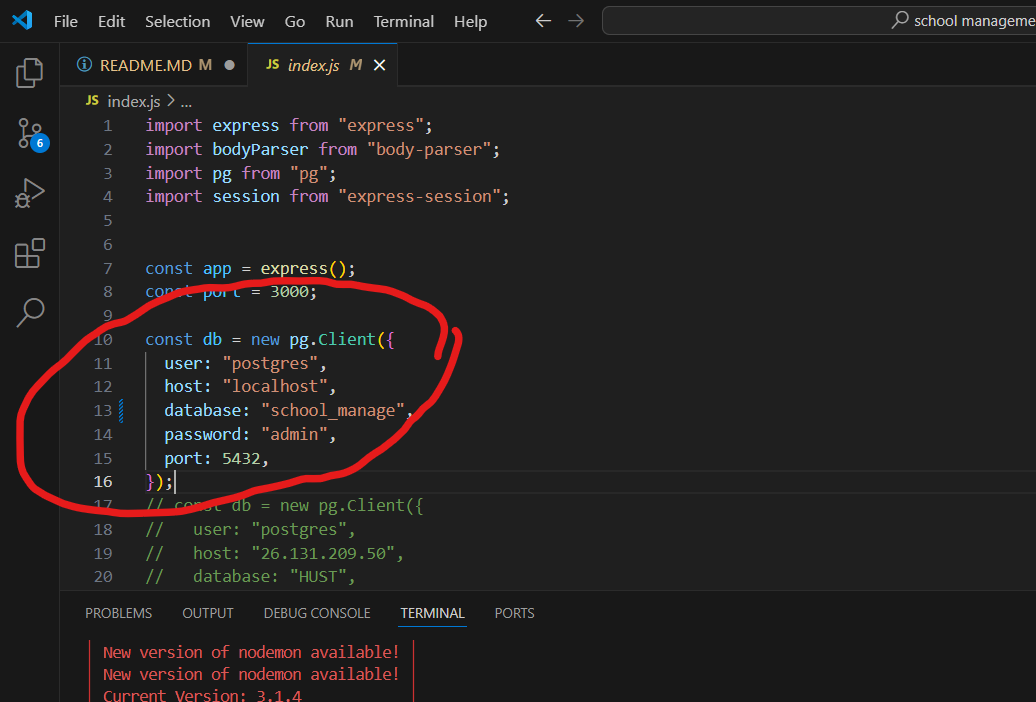 File Edit Selection View Go Run Terminal Help
school manageme
README.MD M
JS index.js M
JS index.js > ...
6
1 import express from "express";
2 import bodyParser from "body-parser";
3 import pg from "pg";
4 import session from "express-session";
5
6
7 const app = express();
8 const port = 3000;
9
10 const db = new pg.Client({
11 user: "postgres",
12 host: "localhost",
13 database: "school_manage",
14 password: "admin",
15 port: 5432,
16 });
17 // const db = new pg.Client({
18 // user: "postgres",
19 // host: "26.131.209.50",
20 // database: "HUST",
PROBLEMS OUTPUT DEBUG CONSOLE TERMINAL PORTS
New version of nodemon available!
New version of nodemon available!
Current Version: 3.1.4